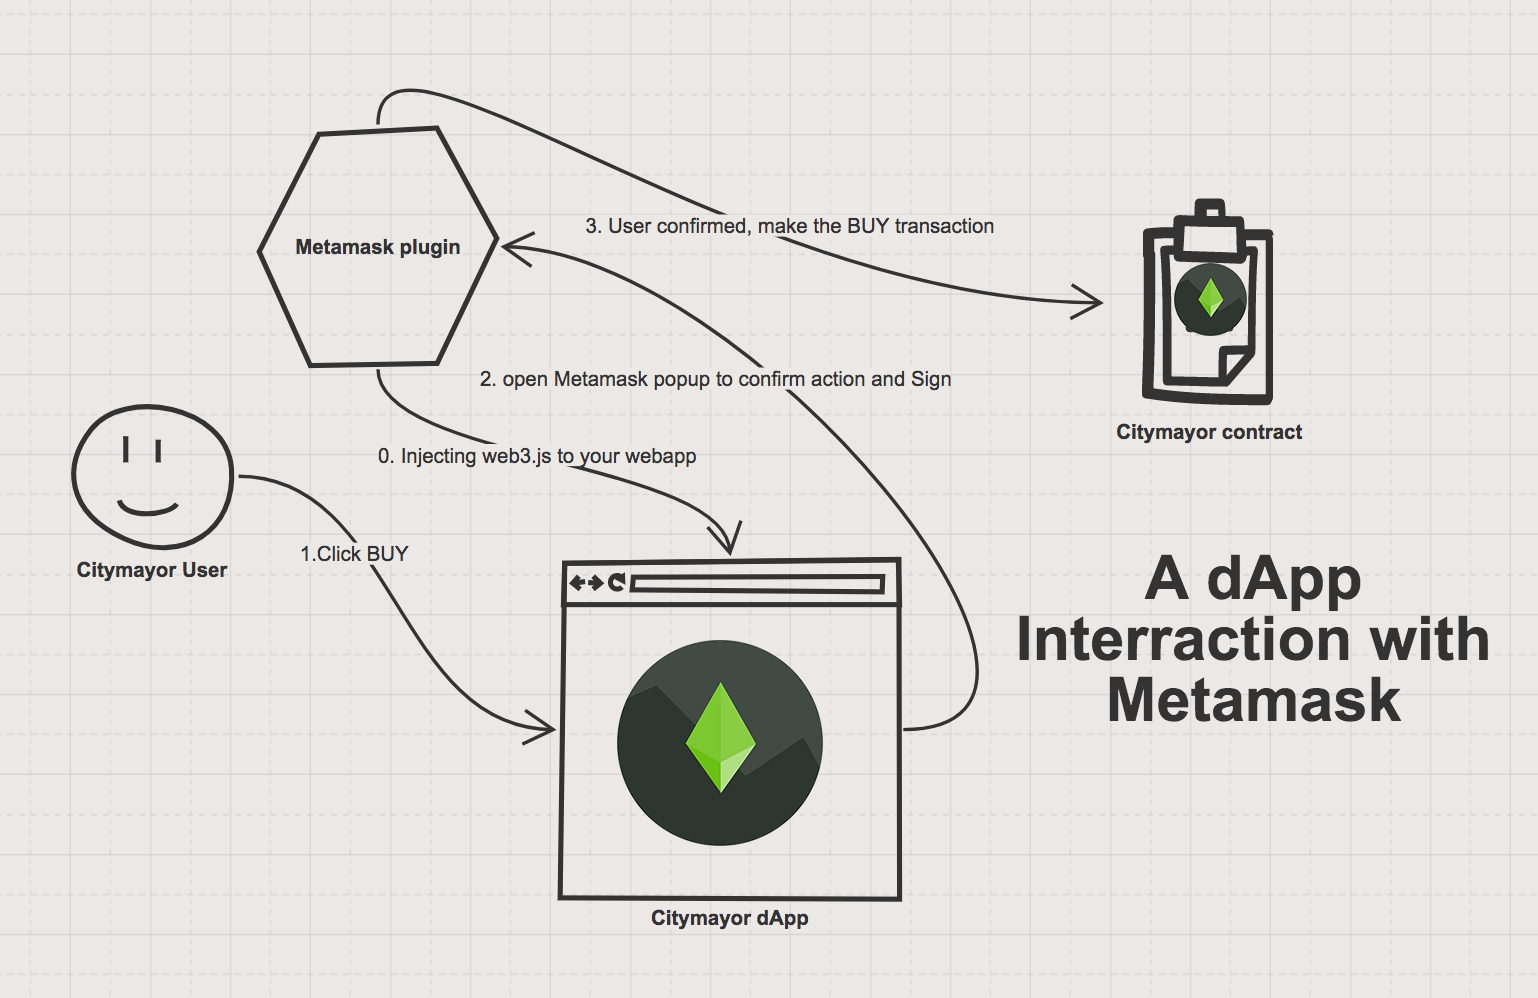 3. User confirmed, make the BUY transaction
Metamask plugin
2. open Metamask popup to confirm action and Sign
Citymayor contract
0. Injecting web3.js to your webapp
1.Click BUY
Citymayor User
A dApp
Interraction with
Metamask
Citymayor dApp